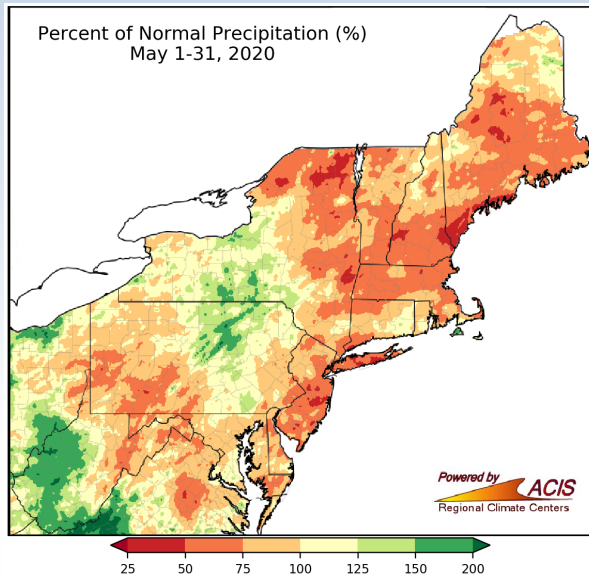 Percent of Normal Precipitation (%)
May 1-31, 2020
Powered by
ACIS
Regional Climate Centers
25 50 75 100 125 150 200